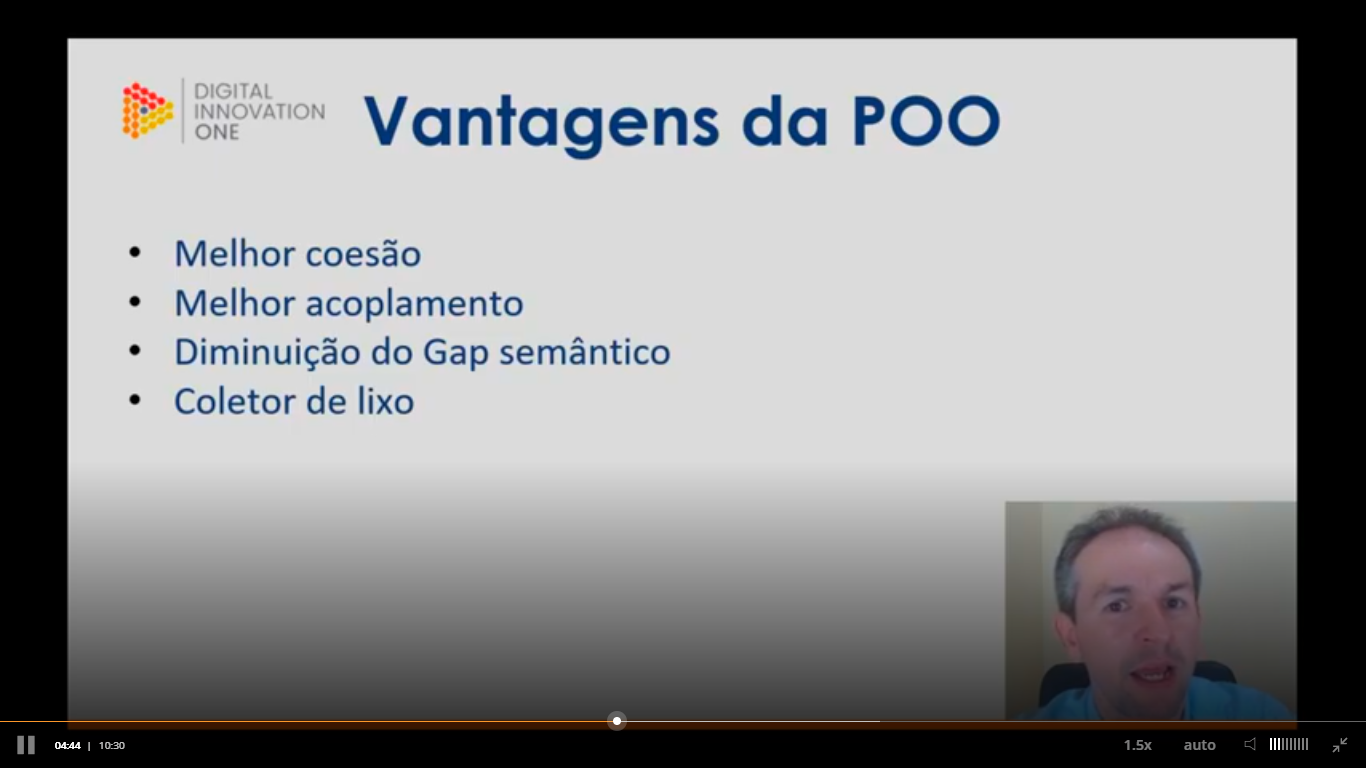 DIGITAL
INNOVATION
ONE
Vantagens da POO
• Melhor coesão
• Melhor acoplamento
• Diminuição do Gap semântico
• Coletor de lixo
04:44 | 10:30
1.5x
auto